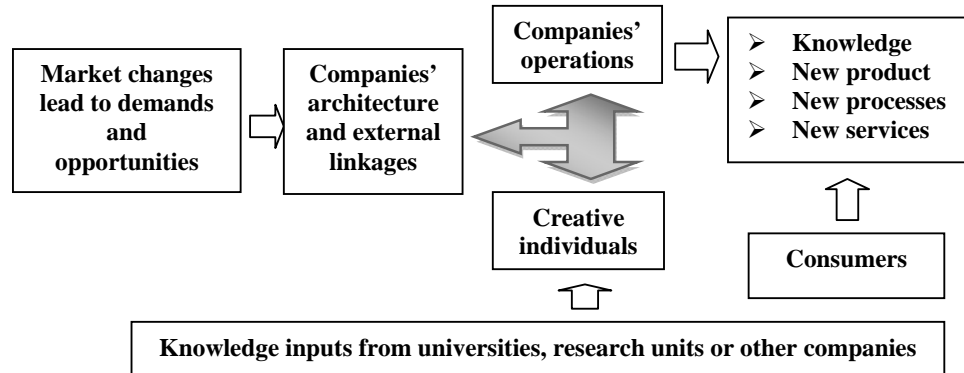 Market changes
lead to demands
and
opportunities
Companies’
architecture
and external
linkages
Companies’
operations
Creative
individuals
➢ Knowledge
➢ New product
➢ New processes
➢ New services
Consumers
Knowledge inputs from universities, research units or other companies